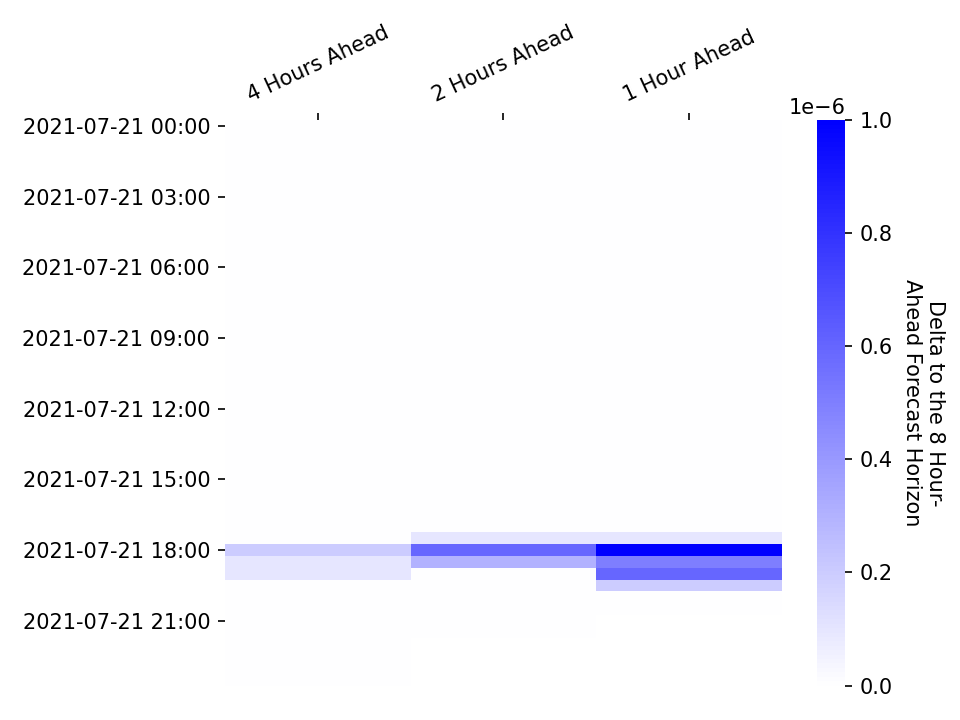 4 Hours Ahead
2 Hours Ahead
1 Hour Ahead
1e−6
2021-07-21 00:00
2021-07-21 03:00
2021-07-21 06:00
2021-07-21 09:00
2021-07-21 12:00
2021-07-21 15:00
2021-07-21 18:00
2021-07-21 21:00
1.0
0.8
0.6
0.4
0.2
0.0
Delta to the 8 Hour-
Ahead Forecast Horizon